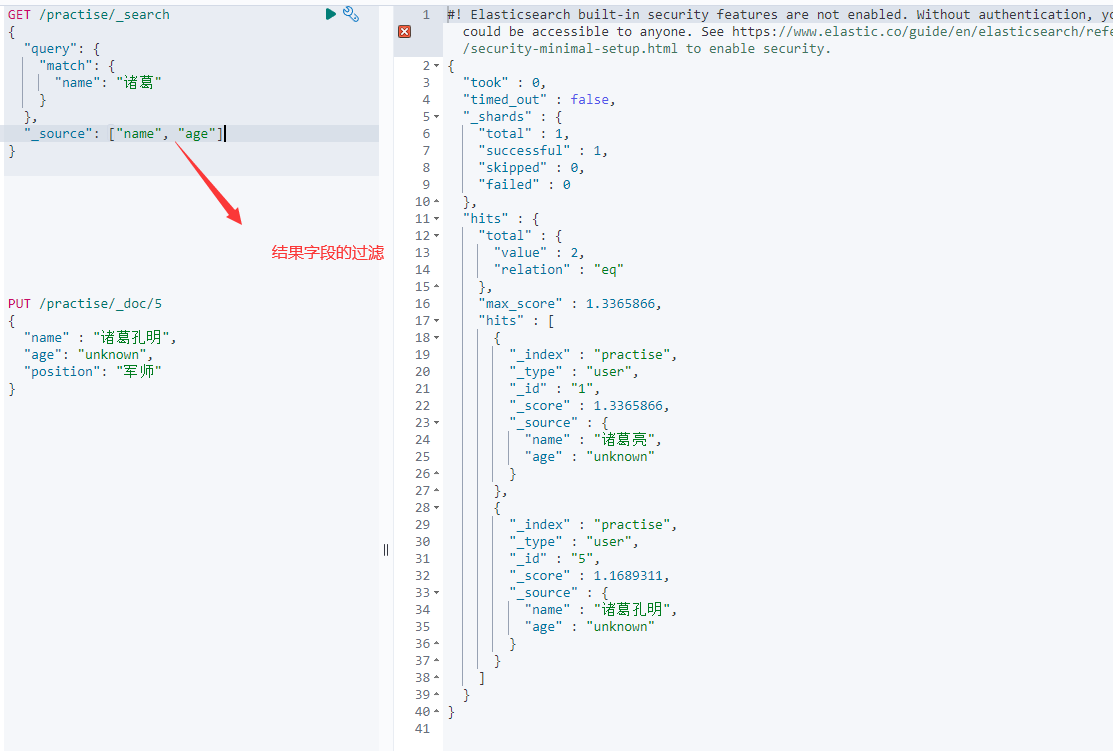 GET /practise/_search
{
"query": {
"match": {
"name": "诸葛"
}
},
"_source": ["name", "age"]
}
结果字段的过滤
PUT /practise/_doc/5
{
"name" : "诸葛孔明",
"age": "unknown",
"position": "军师"
}
1 #! Elasticsearch built-in security features are not enabled. Without authentication,
could be accessible to anyone. See https://www.elastic.co/guide/en/elasticsearch/
/security-minimal-setup.html to enable security.
2 {
3 "took" : 0,
4 "timed_out" : false,
5 "_shards" : {
6 "total" : 1,
7 "successful" : 1,
8 "skipped" : 0,
9 "failed" : 0
10 },
11 "hits" : {
12 "total" : {
13 "value" : 2,
14 "relation" : "eq"
15 },
16 "max_score" : 1.3365866,
17 "hits" : [
18 {
19 "_index" : "practise",
20 "_type" : "user",
21 "_id" : "1",
22 "_score" : 1.3365866,
23 "_source" : {
24 "name" : "诸葛亮",
25 "age" : "unknown"
26 }
27 },
28 {
29 "_index" : "practise",
30 "_type" : "user",
31 "_id" : "5",
32 "_score" : 1.1689311,
33 "_source" : {
34 "name" : "诸葛孔明",
35 "age" : "unknown"
36 }
37 }
38 ]
39 }
40 }
41